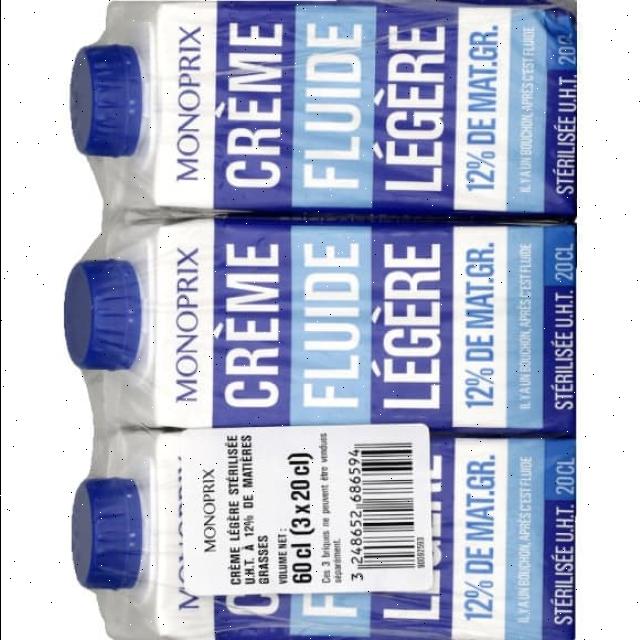 MONOPRIX
CRÈME
FLUIDE
LÉGÈRE
12% DE MAT.GR.
IL Y A UN BOUCHON, APRÈS C'EST FLUIDE
STÉRILISÉE U.H.T. 20C
MONOPRIX
CRÈME
FLUIDE
LÉGÈRE
12% DE MAT.GR.
IL Y A UN BOUCHON, APRÈS C'EST FLUIDE
STÉRILISÉE U.H.T. 20CL
MONOPRIX
12% DE MAT.GR.
IL Y A UN BOUCHON, APRÈS C'EST FLUIDE
STÉRILISÉE U.H.T. 20CL
MONOPRIX
CRÈME LÉGÈRE STÉRILISÉE
U.H.T. À 12% DE MATIÈRES
GRASSES
VOLUME NET :
60 cl (3 x 20 cl)
Ces 3 briques ne peuvent être vendues
séparément.
3 248652 686594